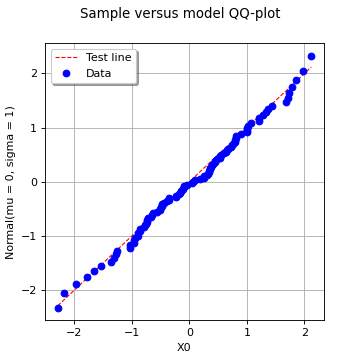 Sample versus model QQ-plot
Test line
Data
Normal(mu = 0, sigma = 1)
2
1
0
−1
−2
−2
−1
0
1
2
X0